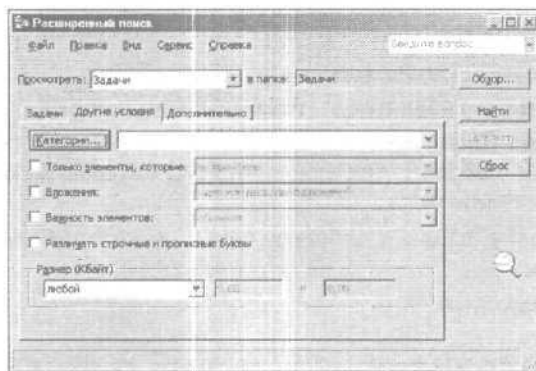 Расширенный поиск
Файл Правка Вид Сервис Справка Введите вопрос
Просмотреть: Задачи в папке: Задачи Обзор...
Задачи Другие условия Дополнительно Найти
Категории...
Только элементы, которые:
Вложения: Сброс
Важность элементов:
Различать строчные и прописные буквы
Размер (Кбайт)
любой и